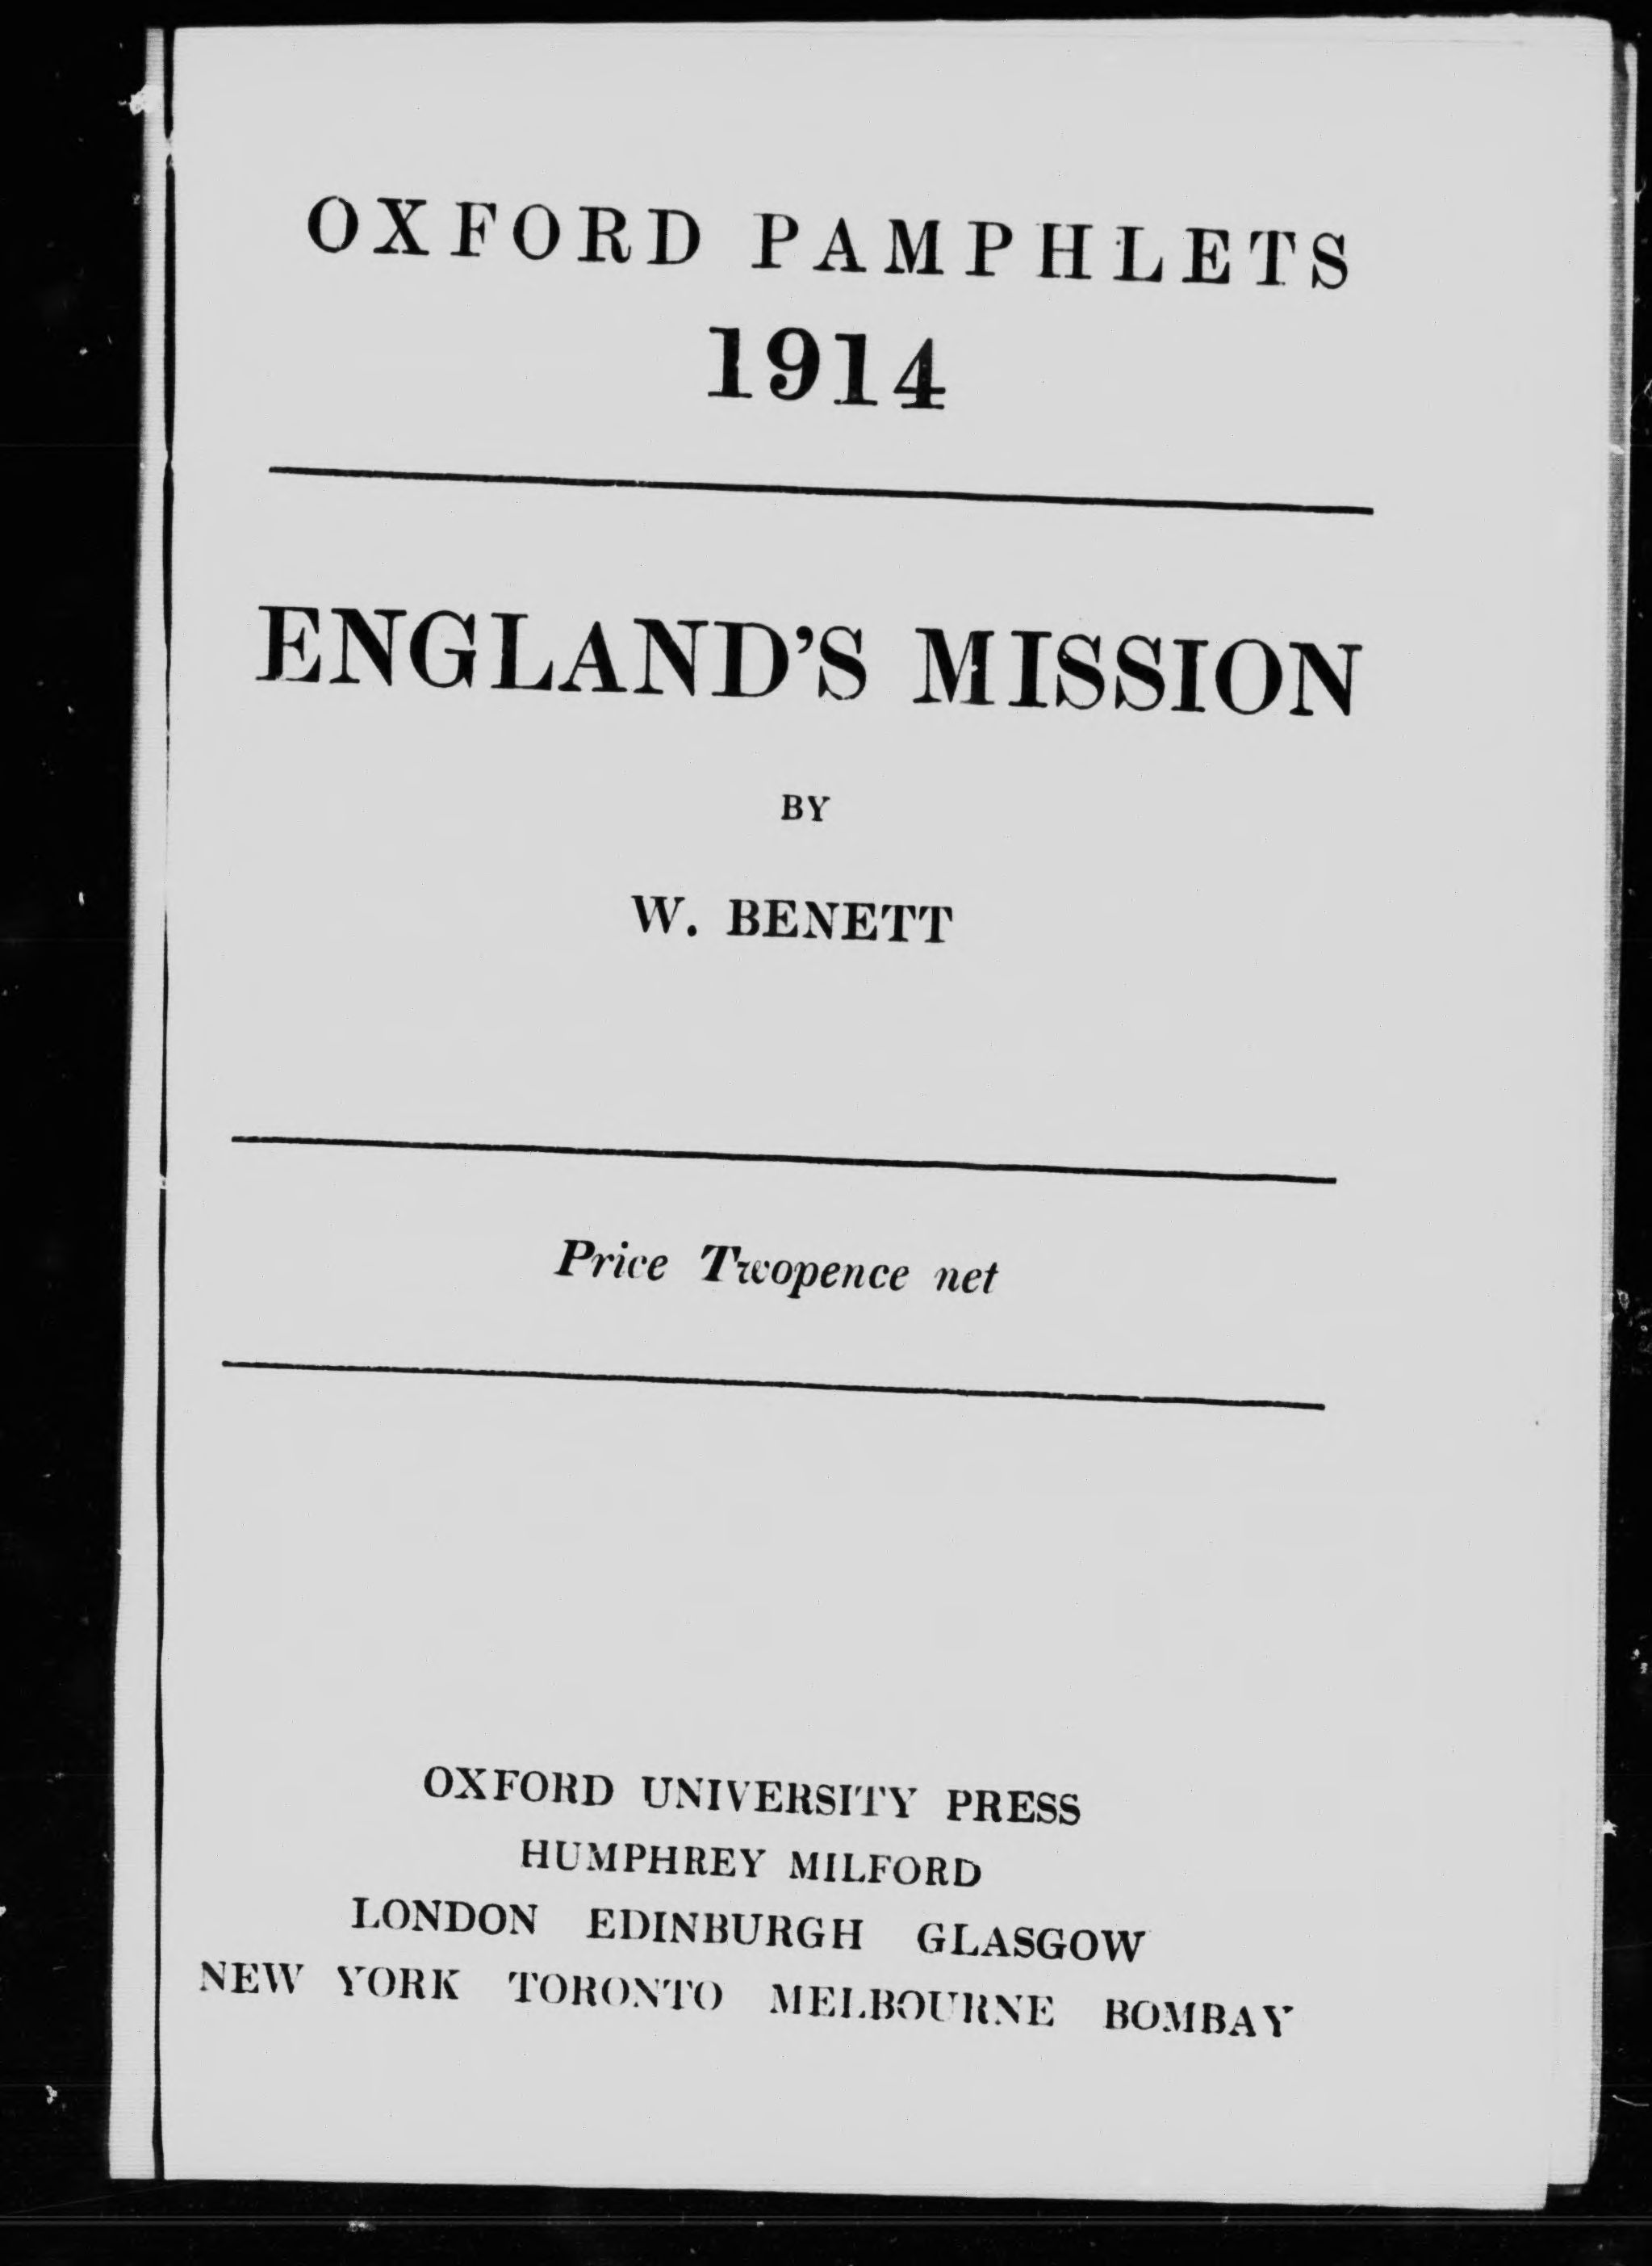 OXFORD PAMPHLETS
1914
ENGLAND'S MISSION
BY
W. BENETT
Price Twopence net
OXFORD UNIVERSITY PRESS
HUMPHREY MILFORD
LONDON EDINBURGH GLASGOW
NEW YORK TORONTO MELBOURNE BOMBAY